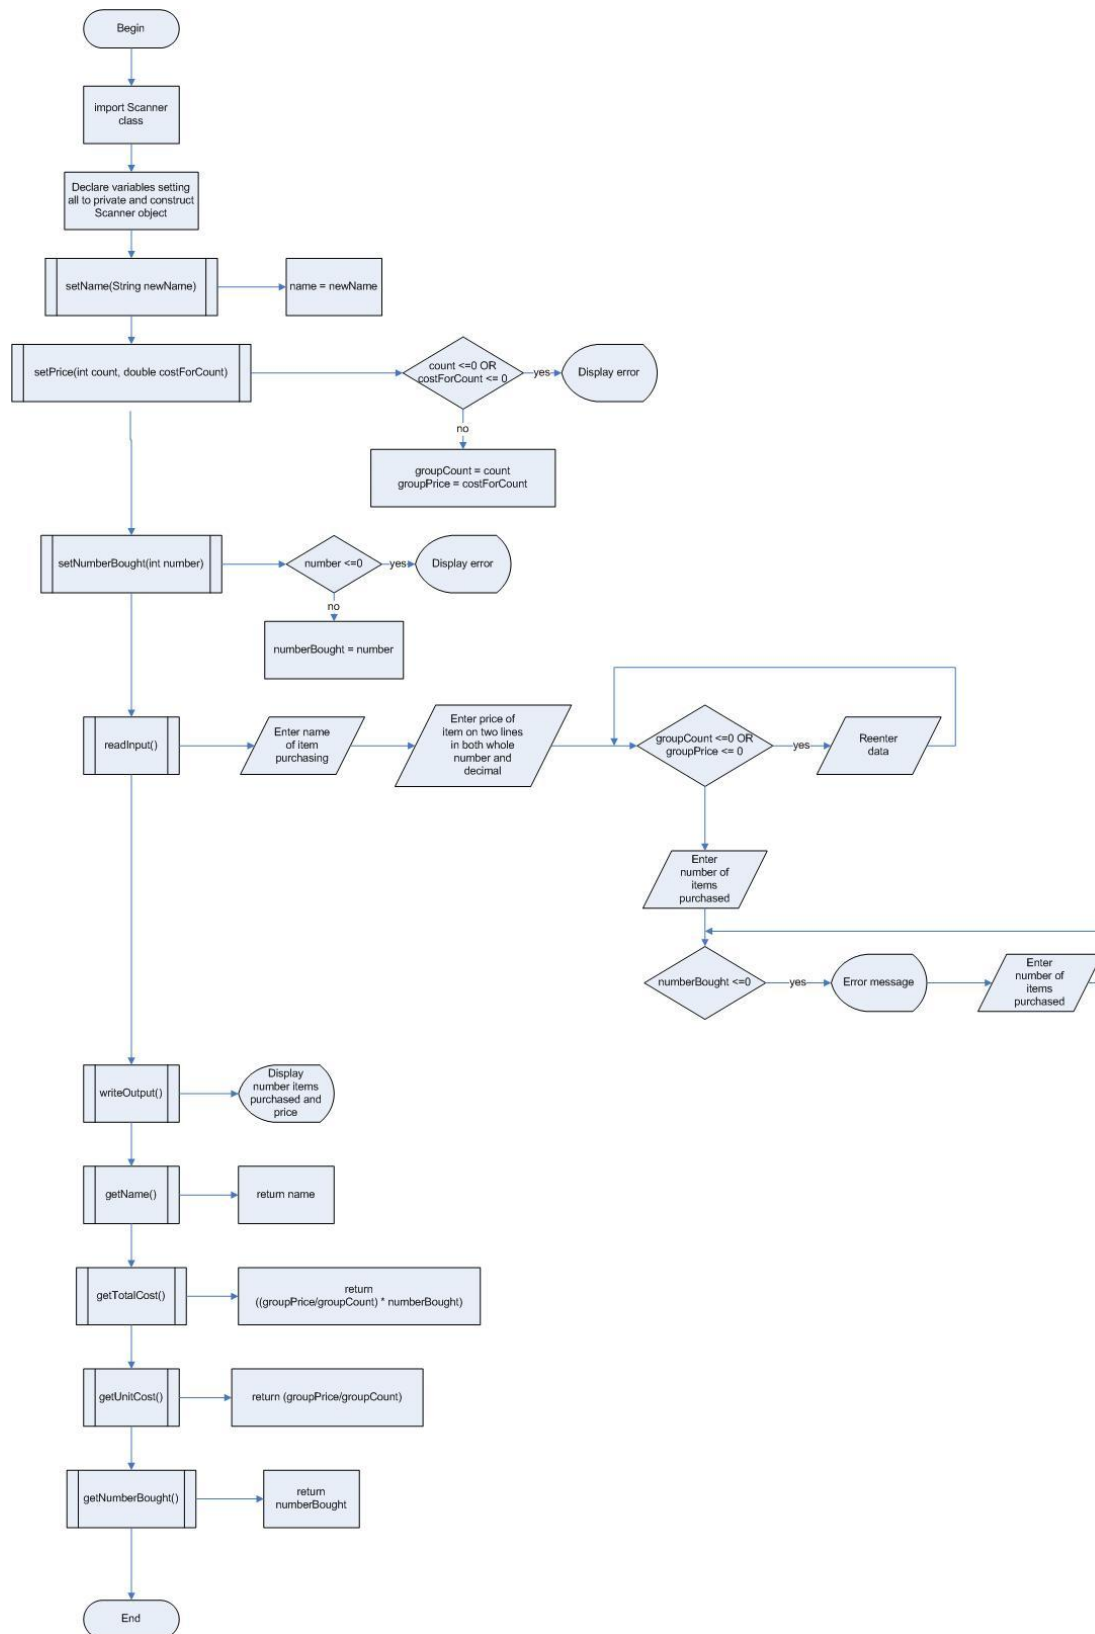 Begin
import Scanner
class
Declare variables setting
all to private and construct
Scanner object
setName(String newName)
name = newName
setPrice(int count, double costForCount)
count <=0 OR
costForCount <= 0
yes
Display error
no
groupCount = count
groupPrice = costForCount
setNumberBought(int number)
number <=0
yes
Display error
no
numberBought = number
readInput()
Enter name
of item
purchasing
Enter price of
item on two lines
in both whole
number and
decimal
groupCount <=0 OR
groupPrice <= 0
yes
Reenter
data
Enter
number of
items
purchased
numberBought <=0
yes
Error message
Enter
number of
items
purchased
writeOutput()
Display
number items
purchased and
price
getName()
return name
getTotalCost()
return
((groupPrice/groupCount) * numberBought)
getUnitCost()
return (groupPrice/groupCount)
getNumberBought()
return
numberBought
End